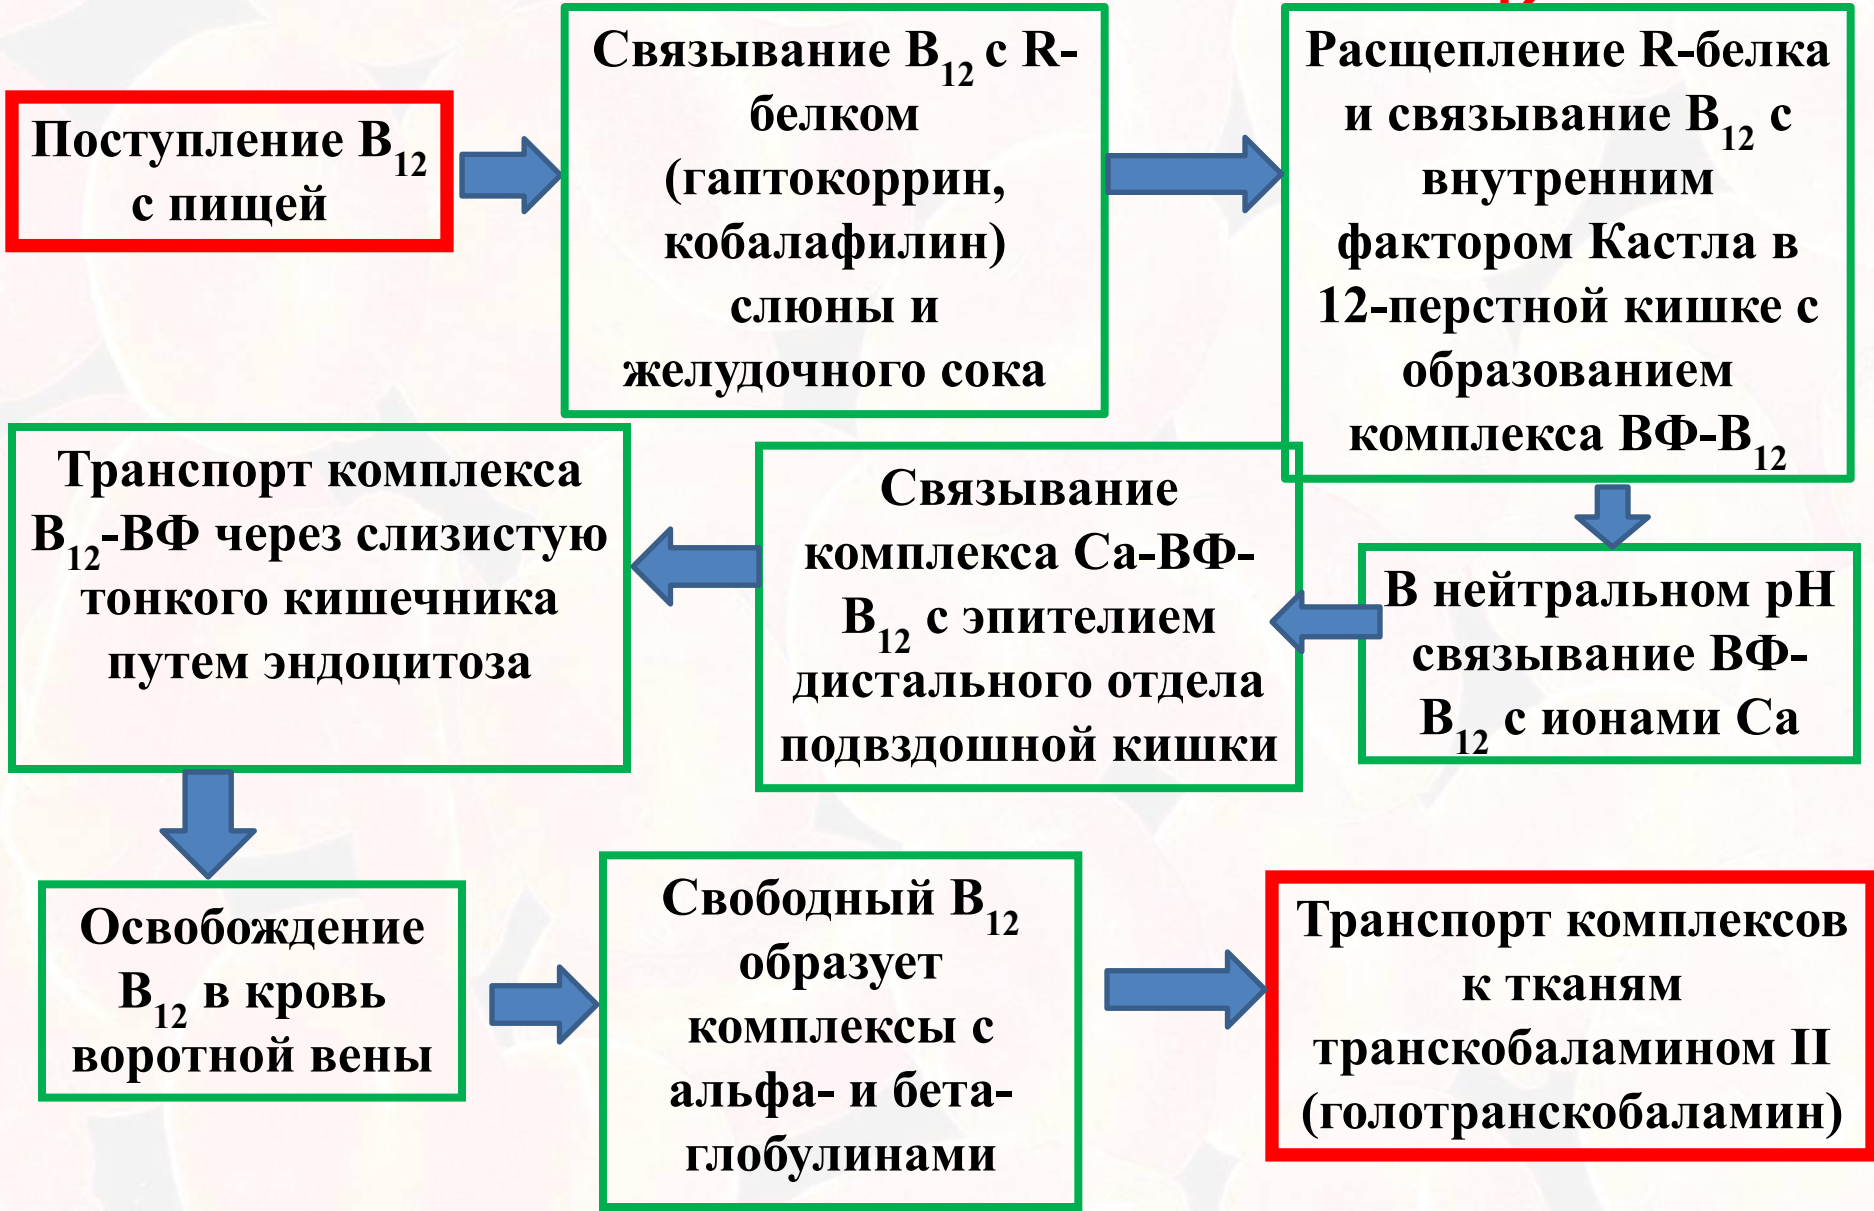 Поступление B12
с пищей
Связывание B12 с R-
белком
(гаптокоррин,
кобалафилин)
слюны и
желудочного сока
Расщепление R-белка
и связывание B12 с
внутренним
фактором Кастла в
12-перстной кишке с
образованием
комплекса ВФ-B12
В нейтральном pH
связывание ВФ-
B12 с ионами Ca
Связывание
комплекса Ca-ВФ-
B12 с эпителием
дистального отдела
подвздошной кишки
Транспорт комплекса
B12-ВФ через слизистую
тонкого кишечника
путем эндоцитоза
Освобождение
B12 в кровь
воротной вены
Свободный B12
образует
комплексы с
альфа- и бета-
глобулинами
Транспорт комплексов
к тканям
транскобаламином II
(голотранскобаламин)